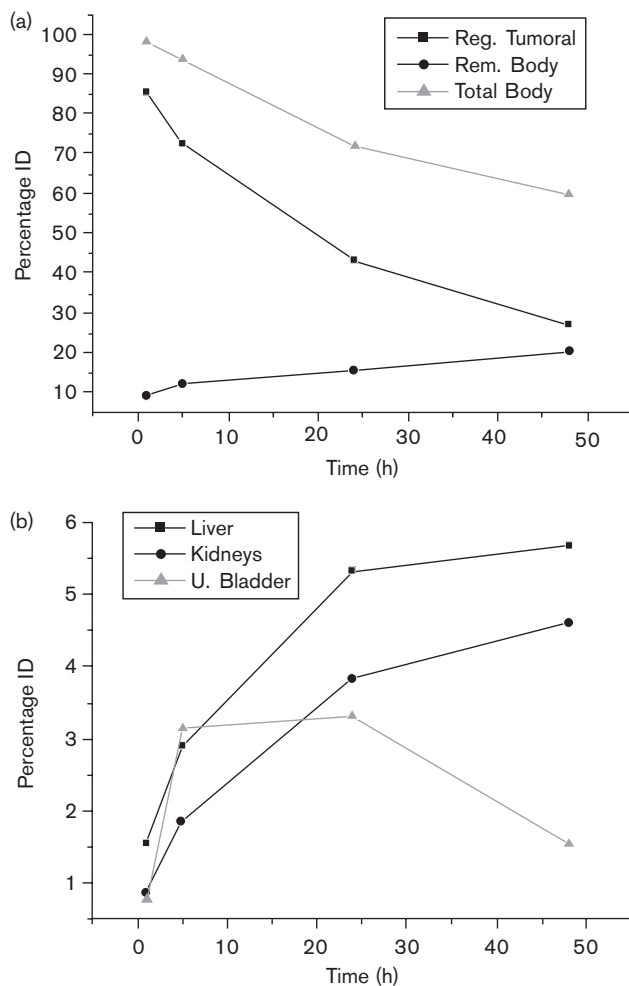 (a)
100
90
80
70
60
50
40
30
20
10
Percentage ID
Reg. Tumoral
Rem. Body
Total Body
0 10 20 30 40 50
Time (h)
(b)
6
5
4
3
2
1
Percentage ID
Liver
Kidneys
U. Bladder
0 10 20 30 40 50
Time (h)